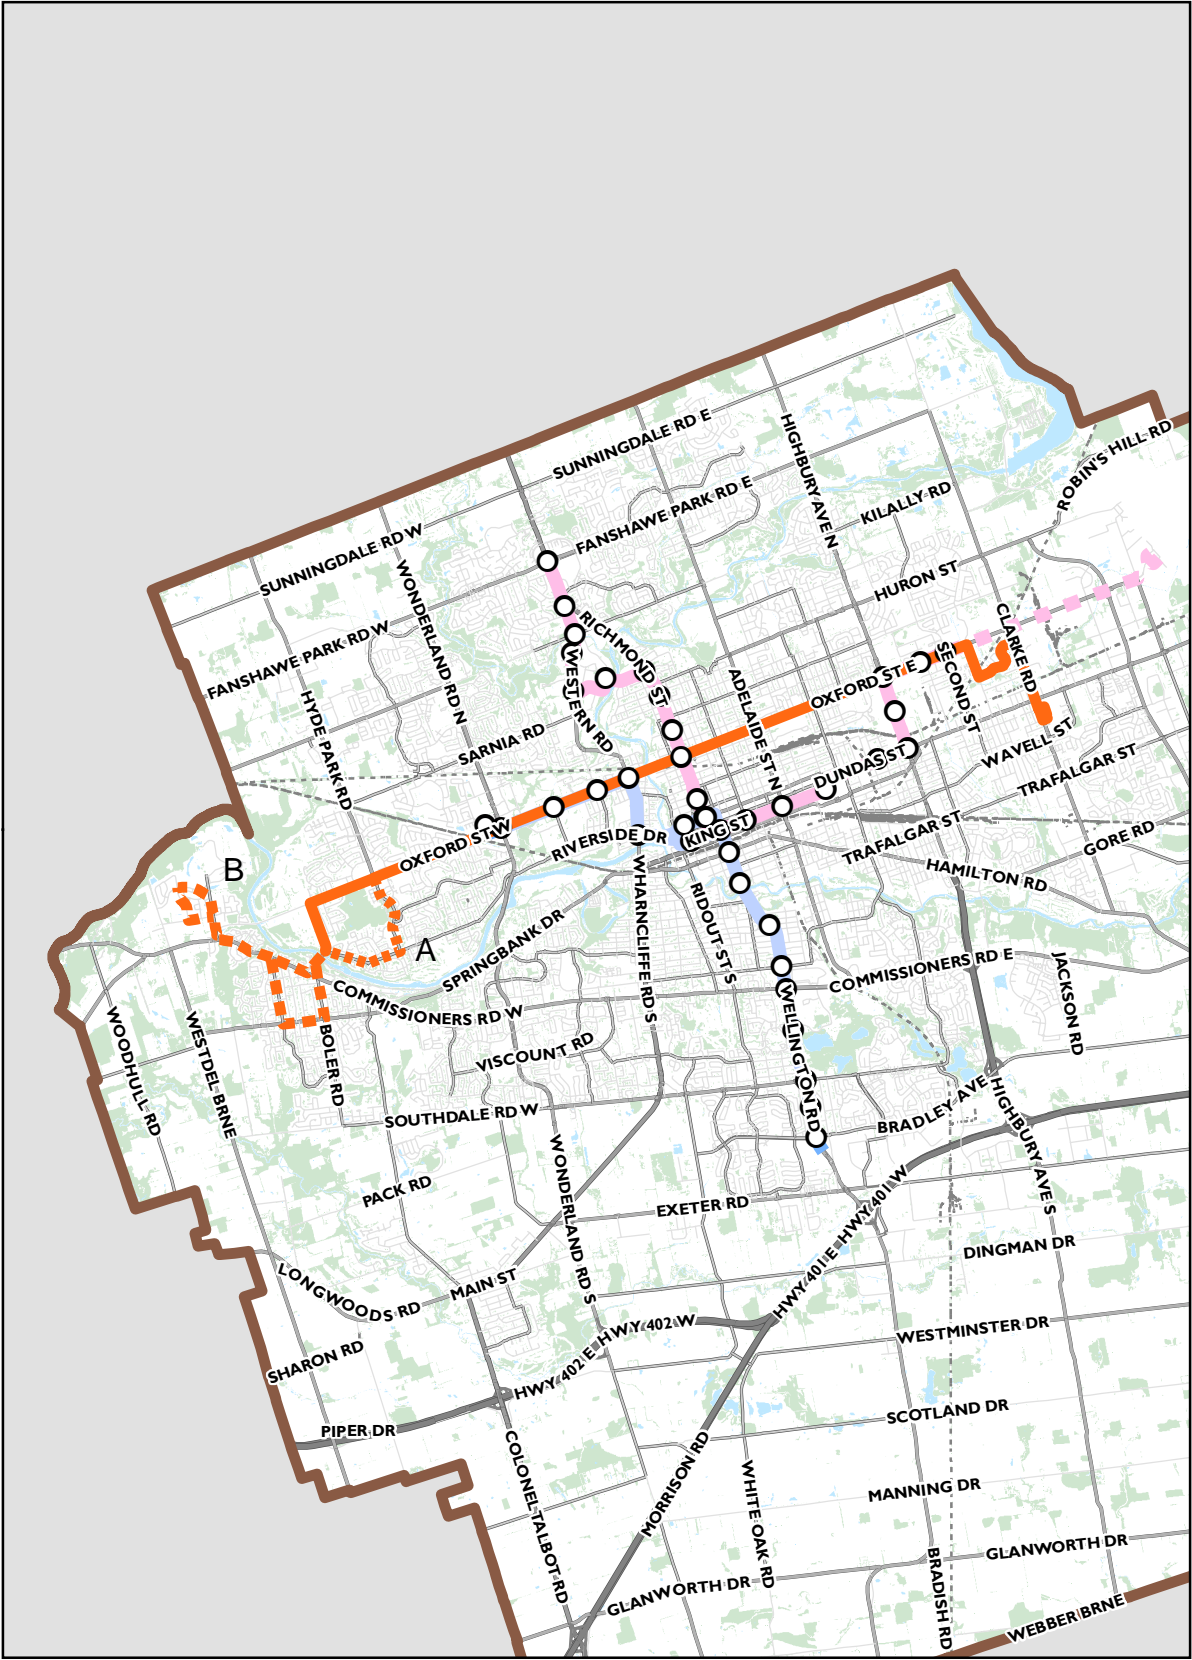 SUNNINGDALE RD E
HIGHBURY AVE N
ROBIN'S HILL RD
FANSHAWE PARK RD E
KILALLY RD
SUNNINGDALE RD W
WONDERLAND RD N
HURON ST
FANSHAWE PARK RD W
RICHMOND ST
CLARKE RD
WESTERN RD
SECOND ST
OXFORD ST E
ADELAIDE ST N
HYDE PARK RD
SARNIA RD
WAVELL ST
DUNDAS ST
TRAFALGAR ST
OXFORD ST W
RIVERSIDE DR
KING ST
TRAFALGAR ST
GORE RD
B
HAMILTON RD
WHARNCLIFFE RD S
RIDOUT ST S
A
SPRINGBANK DR
COMMISSIONERS RD E
JACKSON RD
COMMISSIONERS RD W
WELLINGTON RD
WOODHULL RD
WESTDEL BRNE
BOLER RD
VISCOUNT RD
BRADLEY AVE
HIGHBURY AVE S
SOUTHDALE RD W
WONDERLAND RD S
PACK RD
EXETER RD
HWY 401 W
HWY 401 E
DINGMAN DR
LONGWOODS RD
MAIN ST
HWY 402 W
HWY 402 E
WESTMINSTER DR
SHARON RD
SCOTLAND DR
PIPER DR
COLONEL TALBOT RD
MORRISON RD
WHITE OAK RD
MANNING DR
GLANWORTH DR
BRADISH RD
GLANWORTH DR
WEBBER BRNE